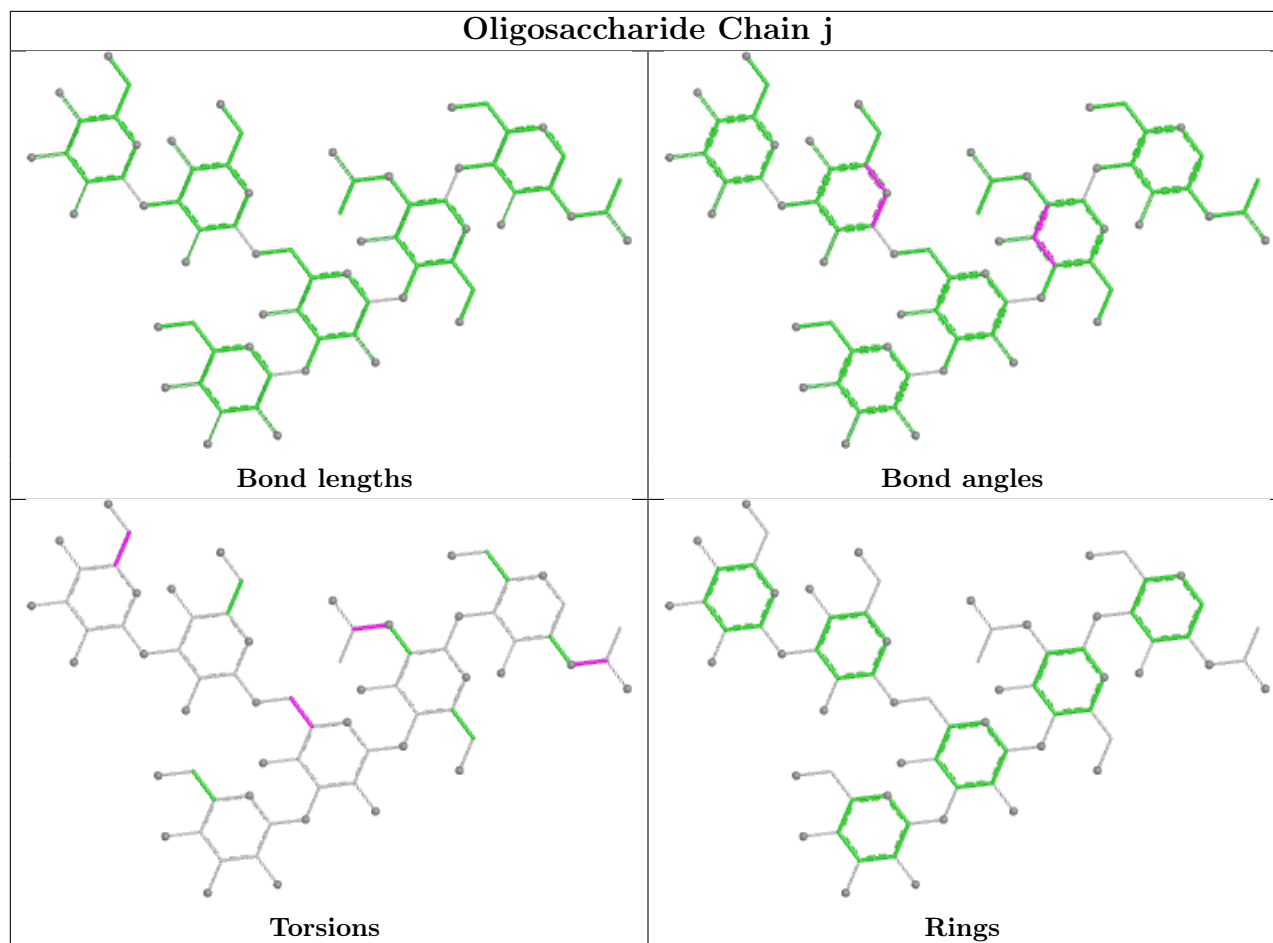 Oligosaccharide Chain j
Bond lengths
Bond angles
Torsions
Rings